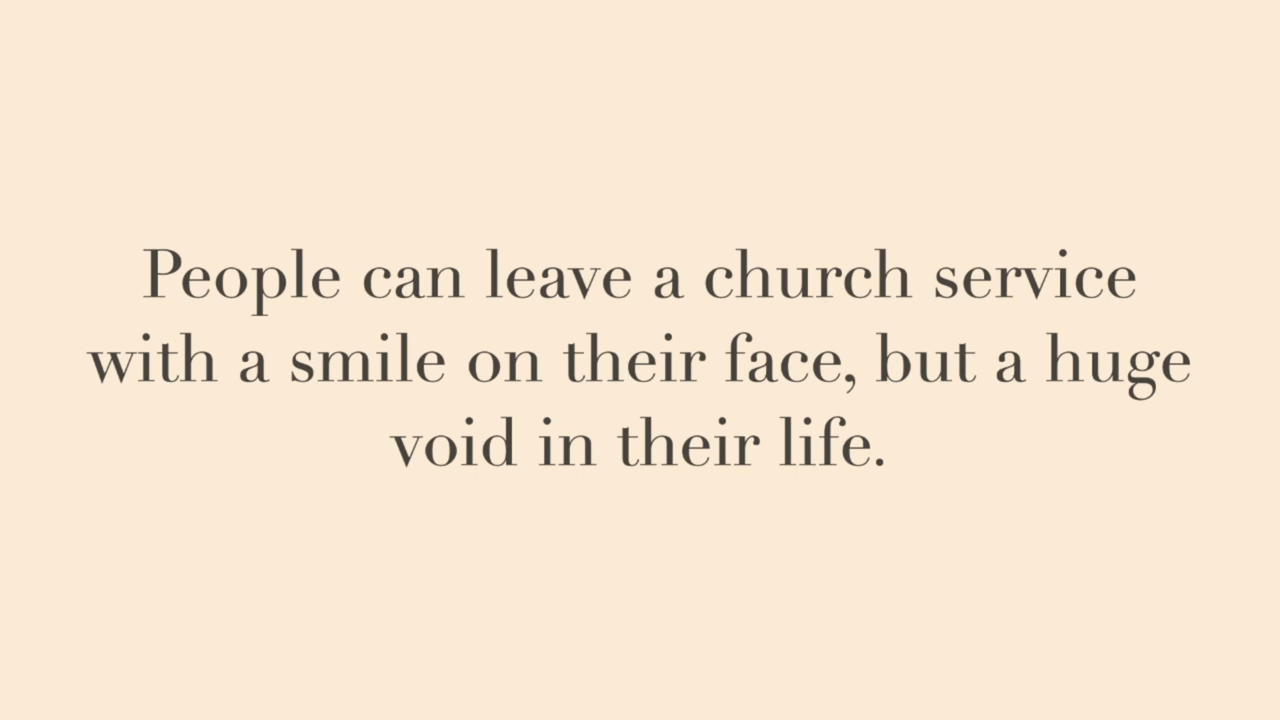 People can leave a church service
with a smile on their face, but a huge
void in their life.